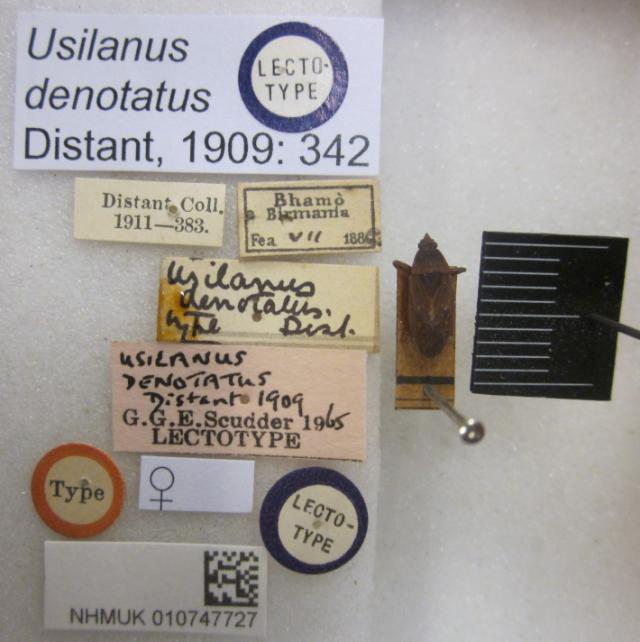 Usilanus
denotatus
Distant, 1909: 342
LECTO-
TYPE
Distant Coll.
1911—383.
Bhamò
Birmania
Fea VII 1886
Usilanus
denotatus.
type Dist.
USILANUS
DENOTATUS
Distant 1909
G.G.E. Scudder 1965
LECTOTYPE
Type
♀
LECTO-
TYPE
NHMUK 010747727